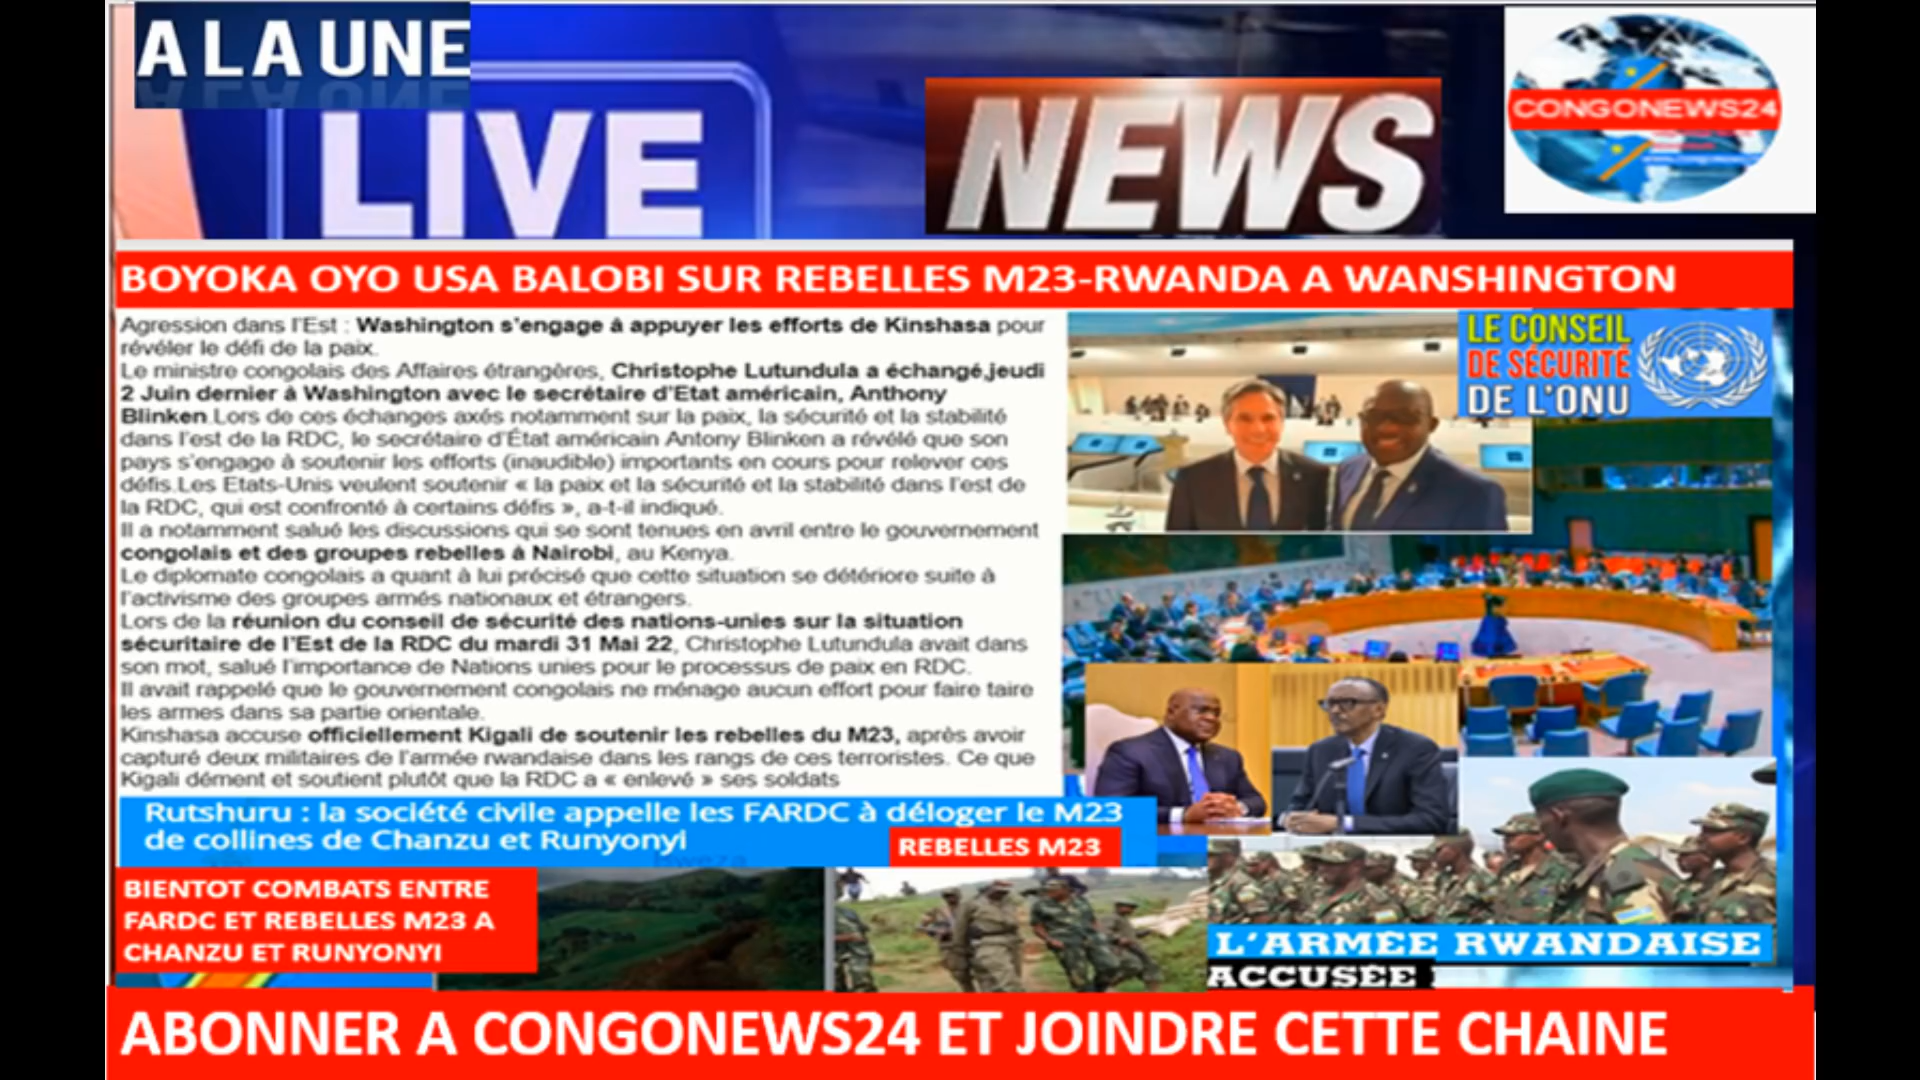 A LA UNE
LIVE
NEWS
CONGONEWS24
BOYOKA OYO USA BALOBI SUR REBELLES M23-RWANDA A WANSHINGTON
Agression dans l'Est : Washington s'engage à appuyer les efforts de Kinshasa pour
révéler le défi de la paix.
Le ministre congolais des Affaires étrangères, Christophe Lutundula a échangé,jeudi
2 Juin dernier à Washington avec le secrétaire d'Etat américain, Anthony
Blinken.Lors de ces échanges axés notamment sur la paix, la sécurité et la stabilité
dans l'est de la RDC, le secrétaire d'État américain Antony Blinken a révélé que son
pays s'engage à soutenir les efforts (inaudible) importants en cours pour relever ces
défis.Les Etats-Unis veulent soutenir « la paix et la sécurité et la stabilité dans l'est de
la RDC, qui est confronté à certains défis », a-t-il indiqué.
Il a notamment salué les discussions qui se sont tenues en avril entre le gouvernement
congolais et des groupes rebelles à Nairobi, au Kenya.
Le diplomate congolais a quant à lui précisé que cette situation se détériore suite à
l'activisme des groupes armés nationaux et étrangers.
Lors de la réunion du conseil de sécurité des nations-unies sur la situation
sécuritaire de l'Est de la RDC du mardi 31 Mai 22, Christophe Lutundula avait dans
son mot, salué l'importance de Nations unies pour le processus de paix en RDC.
Il avait rappelé que le gouvernement congolais ne ménage aucun effort pour faire taire
les armes dans sa partie orientale.
Kinshasa accuse officiellement Kigali de soutenir les rebelles du M23, après avoir
capturé deux militaires de l'armée rwandaise dans les rangs de ces terroristes. Ce que
Kigali dément et soutient plutôt que la RDC a « enlevé » ses soldats
LE CONSEIL
DE SÉCURITÉ
DE L'ONU
Rutshuru : la société civile appelle les FARDC à déloger le M23
de collines de Chanzu et Runyonyi
REBELLES M23
BIENTOT COMBATS ENTRE
FARDC ET REBELLES M23 A
CHANZU ET RUNYONYI
L'ARMÉE RWANDAISE
ACCUSÉE
ABONNER A CONGONEWS24 ET JOINDRE CETTE CHAINE